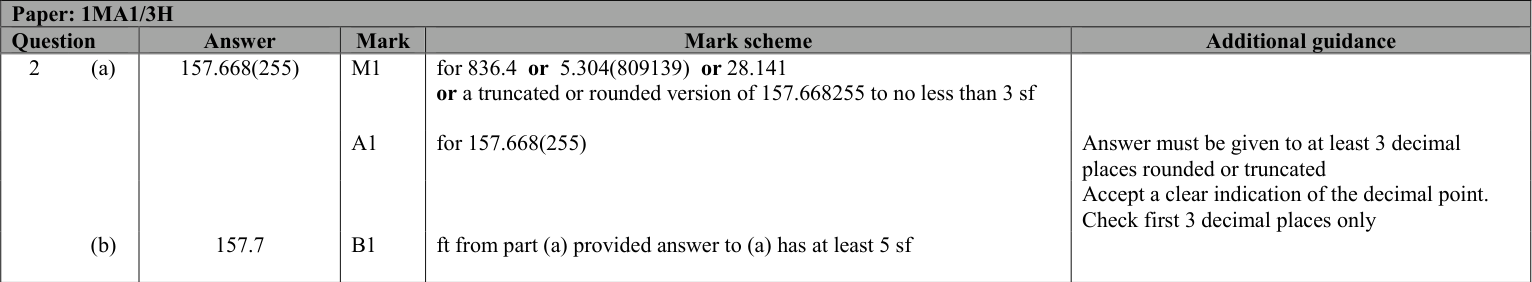 Paper: 1MA1/3H
Question Answer Mark Mark scheme Additional guidance
2 (a) 157.668(255) M1 for 836.4 or 5.304(809139) or 28.141
or a truncated or rounded version of 157.668255 to no less than 3 sf
A1 for 157.668(255) Answer must be given to at least 3 decimal
places rounded or truncated
Accept a clear indication of the decimal point.
Check first 3 decimal places only
(b) 157.7 B1 ft from part (a) provided answer to (a) has at least 5 sf